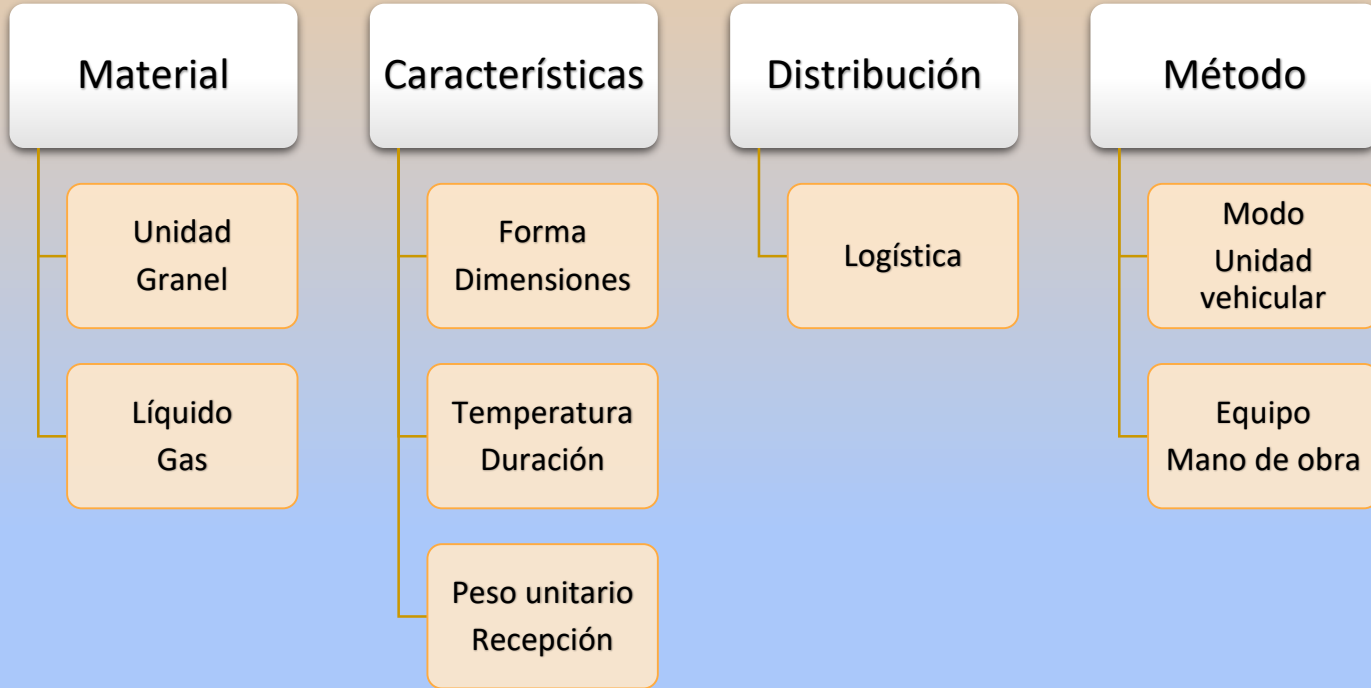 Material
Unidad
Granel
Líquido
Gas
Características
Forma
Dimensiones
Temperatura
Duración
Peso unitario
Recepción
Distribución
Logística
Método
Modo
Unidad
vehicular
Equipo
Mano de obra